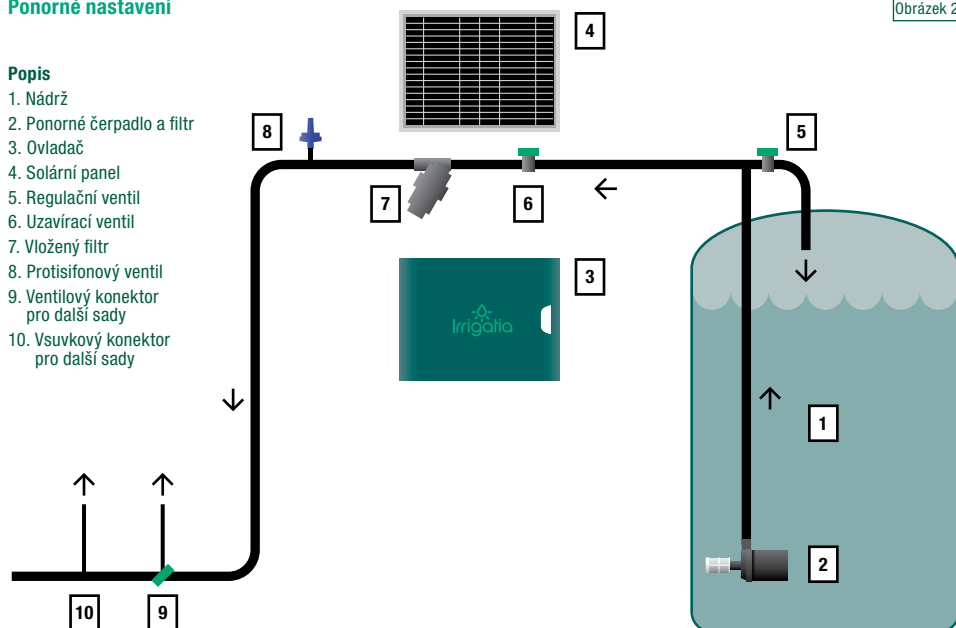 Ponorné nastavení
Obrázek 2
Popis
1. Nádrž
2. Ponorné čerpadlo a filtr
3. Ovladač
4. Solární panel
5. Regulační ventil
6. Uzavírací ventil
7. Vložený filtr
8. Protisifonový ventil
9. Ventilový konektor
pro další sady
10. Vsuvkový konektor
pro další sady
4
8
5
7
6
3
Irrigatia
1
2
10
9